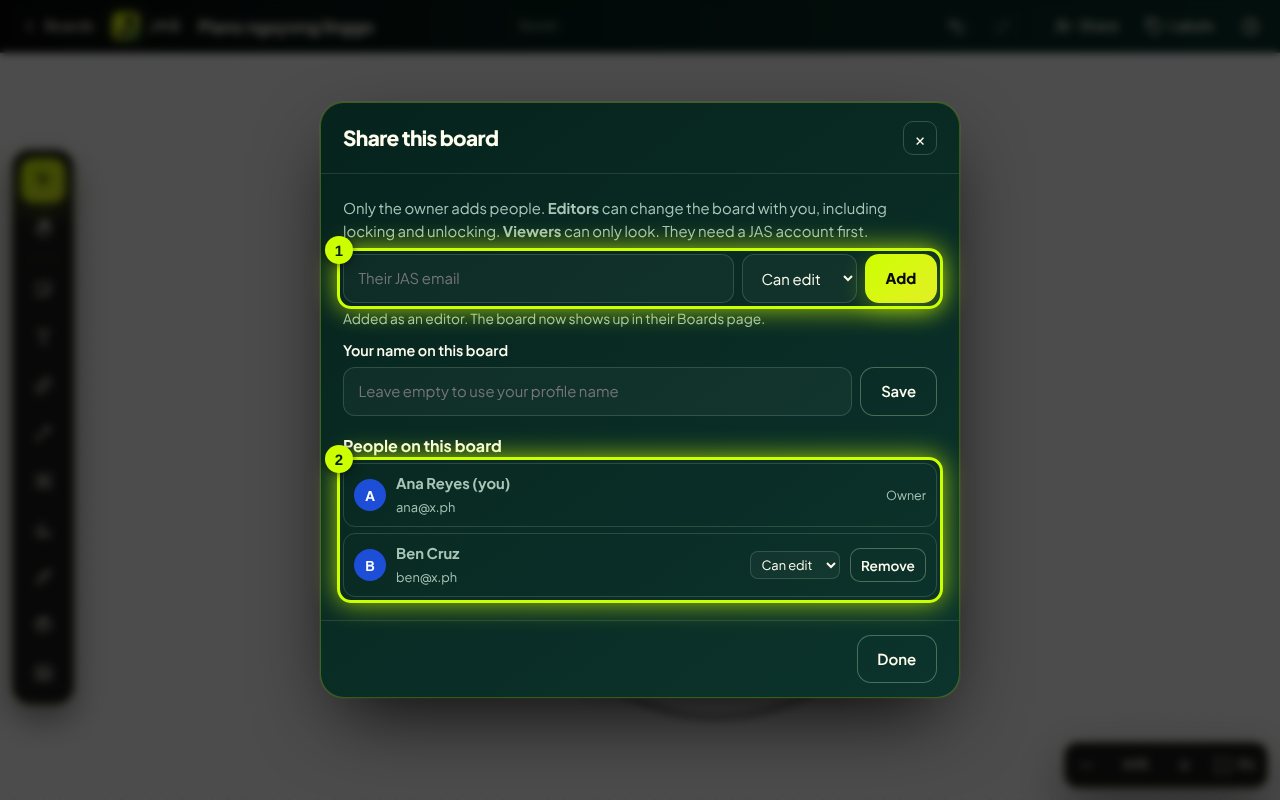 Share this board
×
Only the owner adds people. Editors can change the board with you, including
locking and unlocking. Viewers can only look. They need a JAS account first.
1
Their JAS email
Can edit
Add
Added as an editor. The board now shows up in their Boards page.
Your name on this board
Leave empty to use your profile name
Save
People on this board
2
A
Ana Reyes (you)
ana@x.ph
Owner
B
Ben Cruz
ben@x.ph
Can edit
Remove
Done